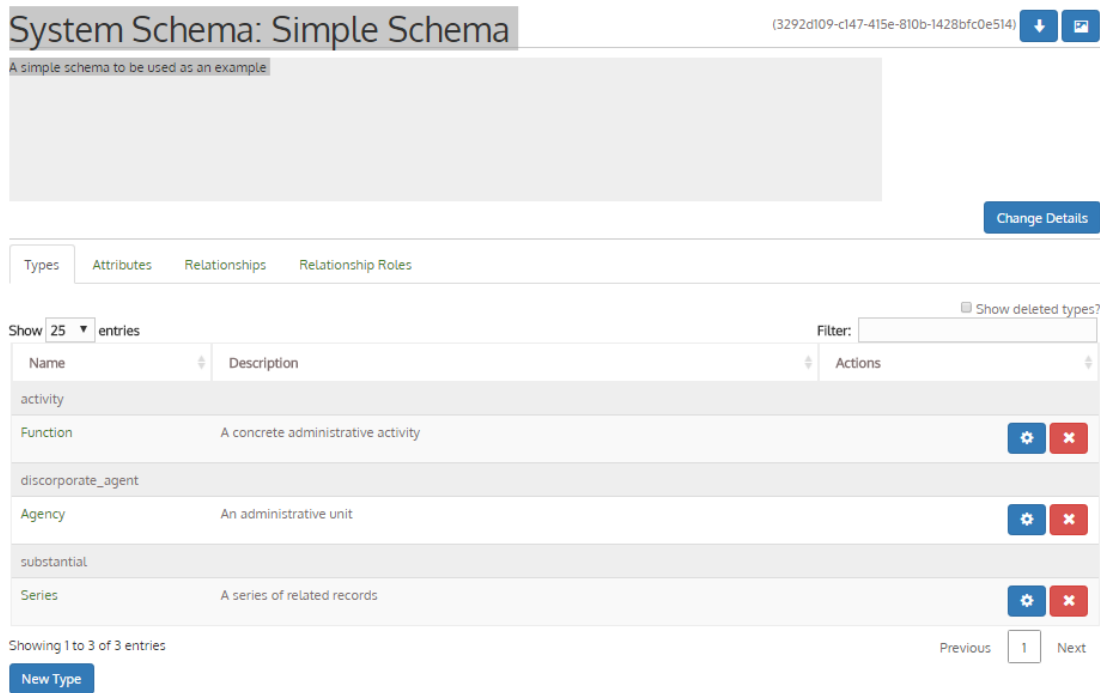 System Schema: Simple Schema
(3292d109-c147-415e-810b-1428bfc0e514)
A simple schema to be used as an example
Change Details
Types Attributes Relationships Relationship Roles
Show deleted types?
Show 25 entries Filter:
Name Description Actions
activity
Function A concrete administrative activity
discorporate_agent
Agency An administrative unit
substantial
Series A series of related records
Showing 1 to 3 of 3 entries Previous 1 Next
New Type